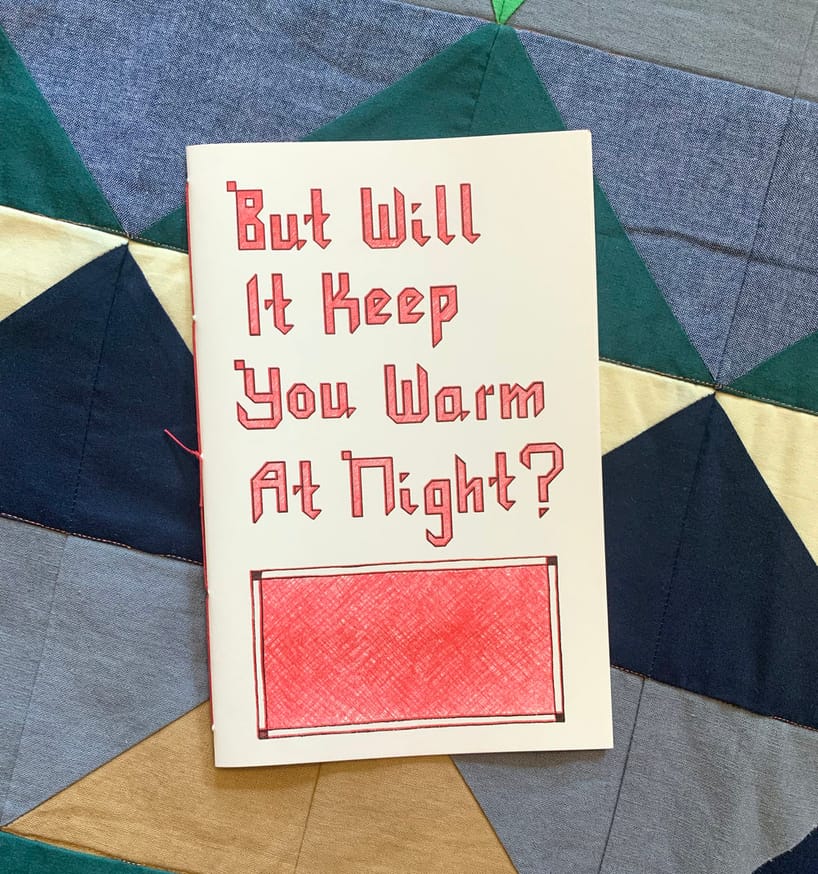 But Will
It Keep
You Warm
At Night?